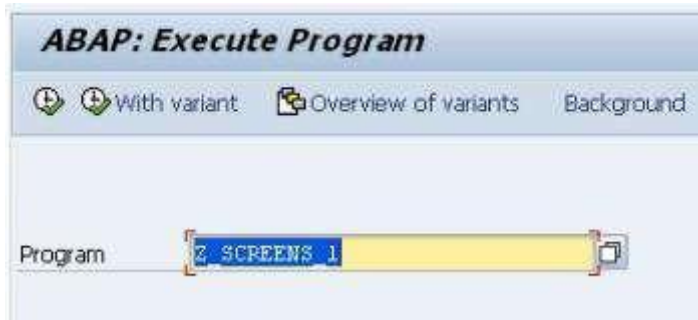 ABAP: Execute Program
With variant Overview of variants Background
Program Z_SCREENS_1